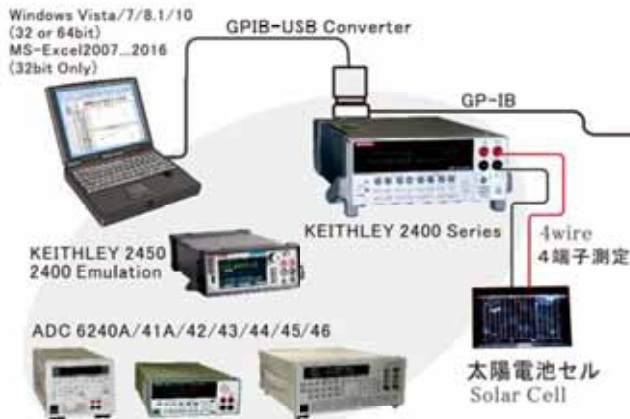 Windows Vista/7/8.1/10
(32 or 64bit)
MS-Excel2007...2016
(32bit Only)
GPIB-USB Converter
GP-IB
KEITHLEY 2400 Series
4wire
4端子測定
KEITHLEY 2450
2400 Emulation
ADC 6240A/41A/42/43/44/45/46
太陽電池セル
Solar Cell